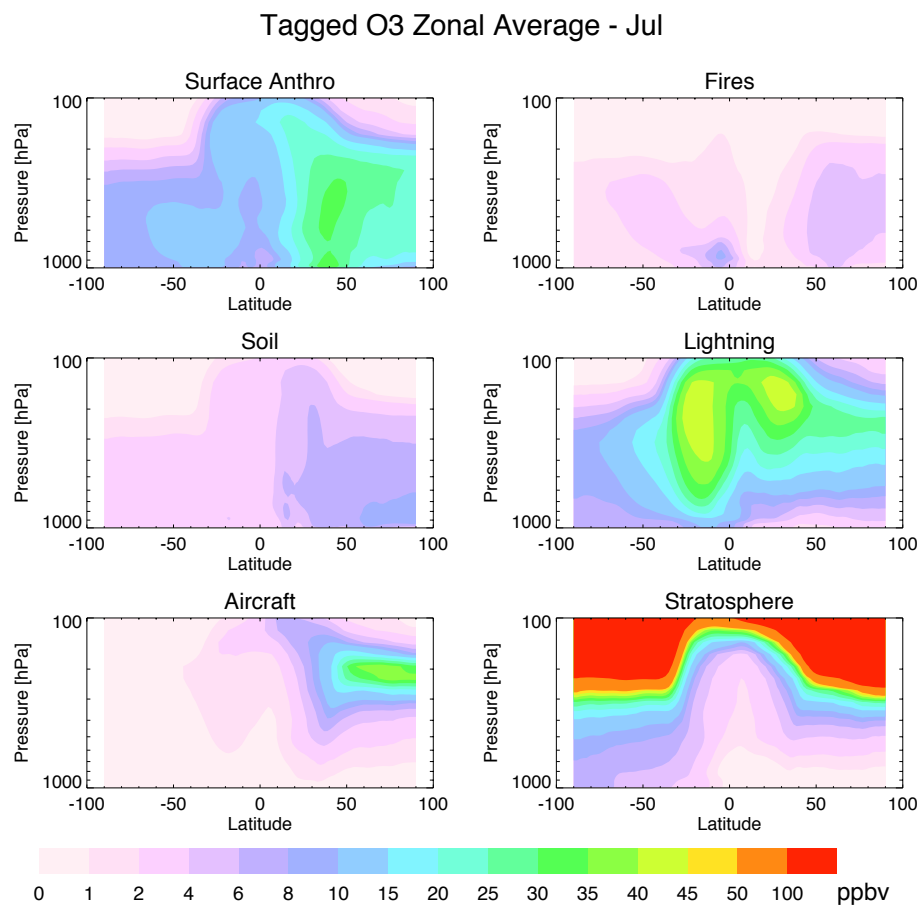 Tagged O3 Zonal Average - Jul
Surface Anthro
Pressure [hPa]
100
1000
-100 -50 0 50 100
Latitude
Fires
Pressure [hPa]
100
1000
-100 -50 0 50 100
Latitude
Soil
Pressure [hPa]
100
1000
-100 -50 0 50 100
Latitude
Lightning
Pressure [hPa]
100
1000
-100 -50 0 50 100
Latitude
Aircraft
Pressure [hPa]
100
1000
-100 -50 0 50 100
Latitude
Stratosphere
Pressure [hPa]
100
1000
-100 -50 0 50 100
Latitude
0 1 2 4 6 8 10 15 20 25 30 35 40 45 50 100 ppbv